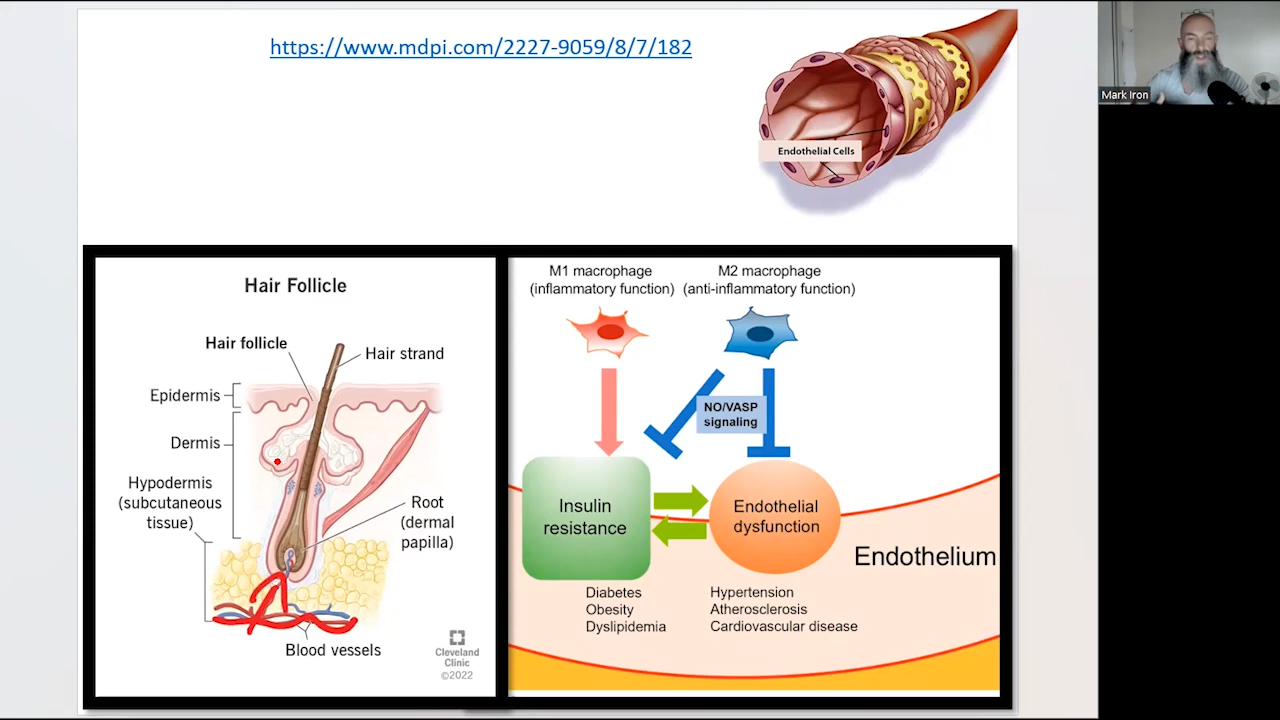 https://www.mdpi.com/2227-9059/8/7/182
Endothelial Cells
Mark Iron
Hair Follicle
Hair follicle
Hair strand
Epidermis
Dermis
Hypodermis
(subcutaneous
tissue)
Root
(dermal
papilla)
Blood vessels
Cleveland
Clinic
©2022
M1 macrophage
(inflammatory function)
M2 macrophage
(anti-inflammatory function)
NO/VASP
signaling
Insulin
resistance
Endothelial
dysfunction
Endothelium
Diabetes
Obesity
Dyslipidemia
Hypertension
Atherosclerosis
Cardiovascular disease